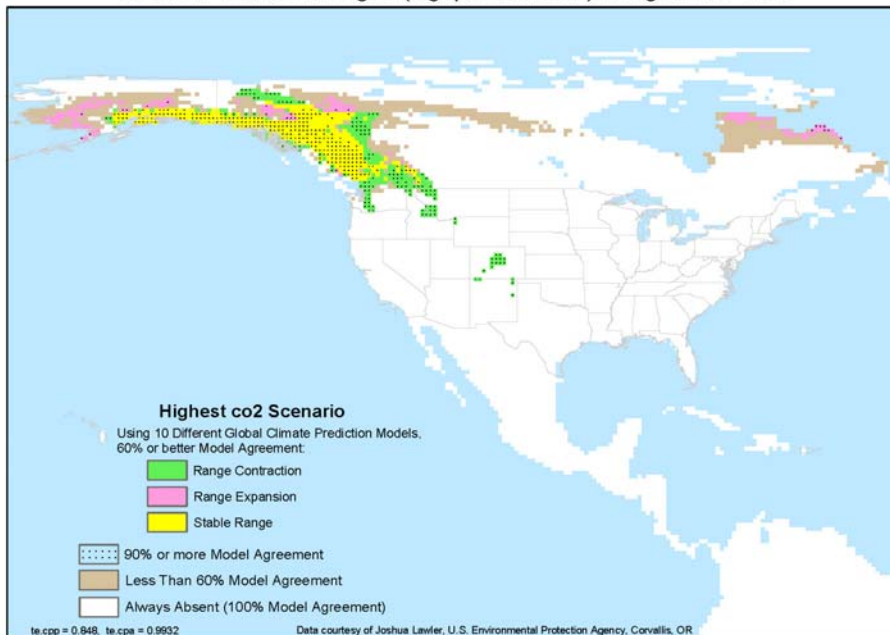 Highest co2 Scenario
Using 10 Different Global Climate Prediction Models,
60% or better Model Agreement:
Range Contraction
Range Expansion
Stable Range
90% or more Model Agreement
Less Than 60% Model Agreement
Always Absent (100% Model Agreement)
te.cpp = 0.848, te.cpa = 0.9932 Data courtesy of Joshua Lawler, U.S. Environmental Protection Agency, Corvallis, OR